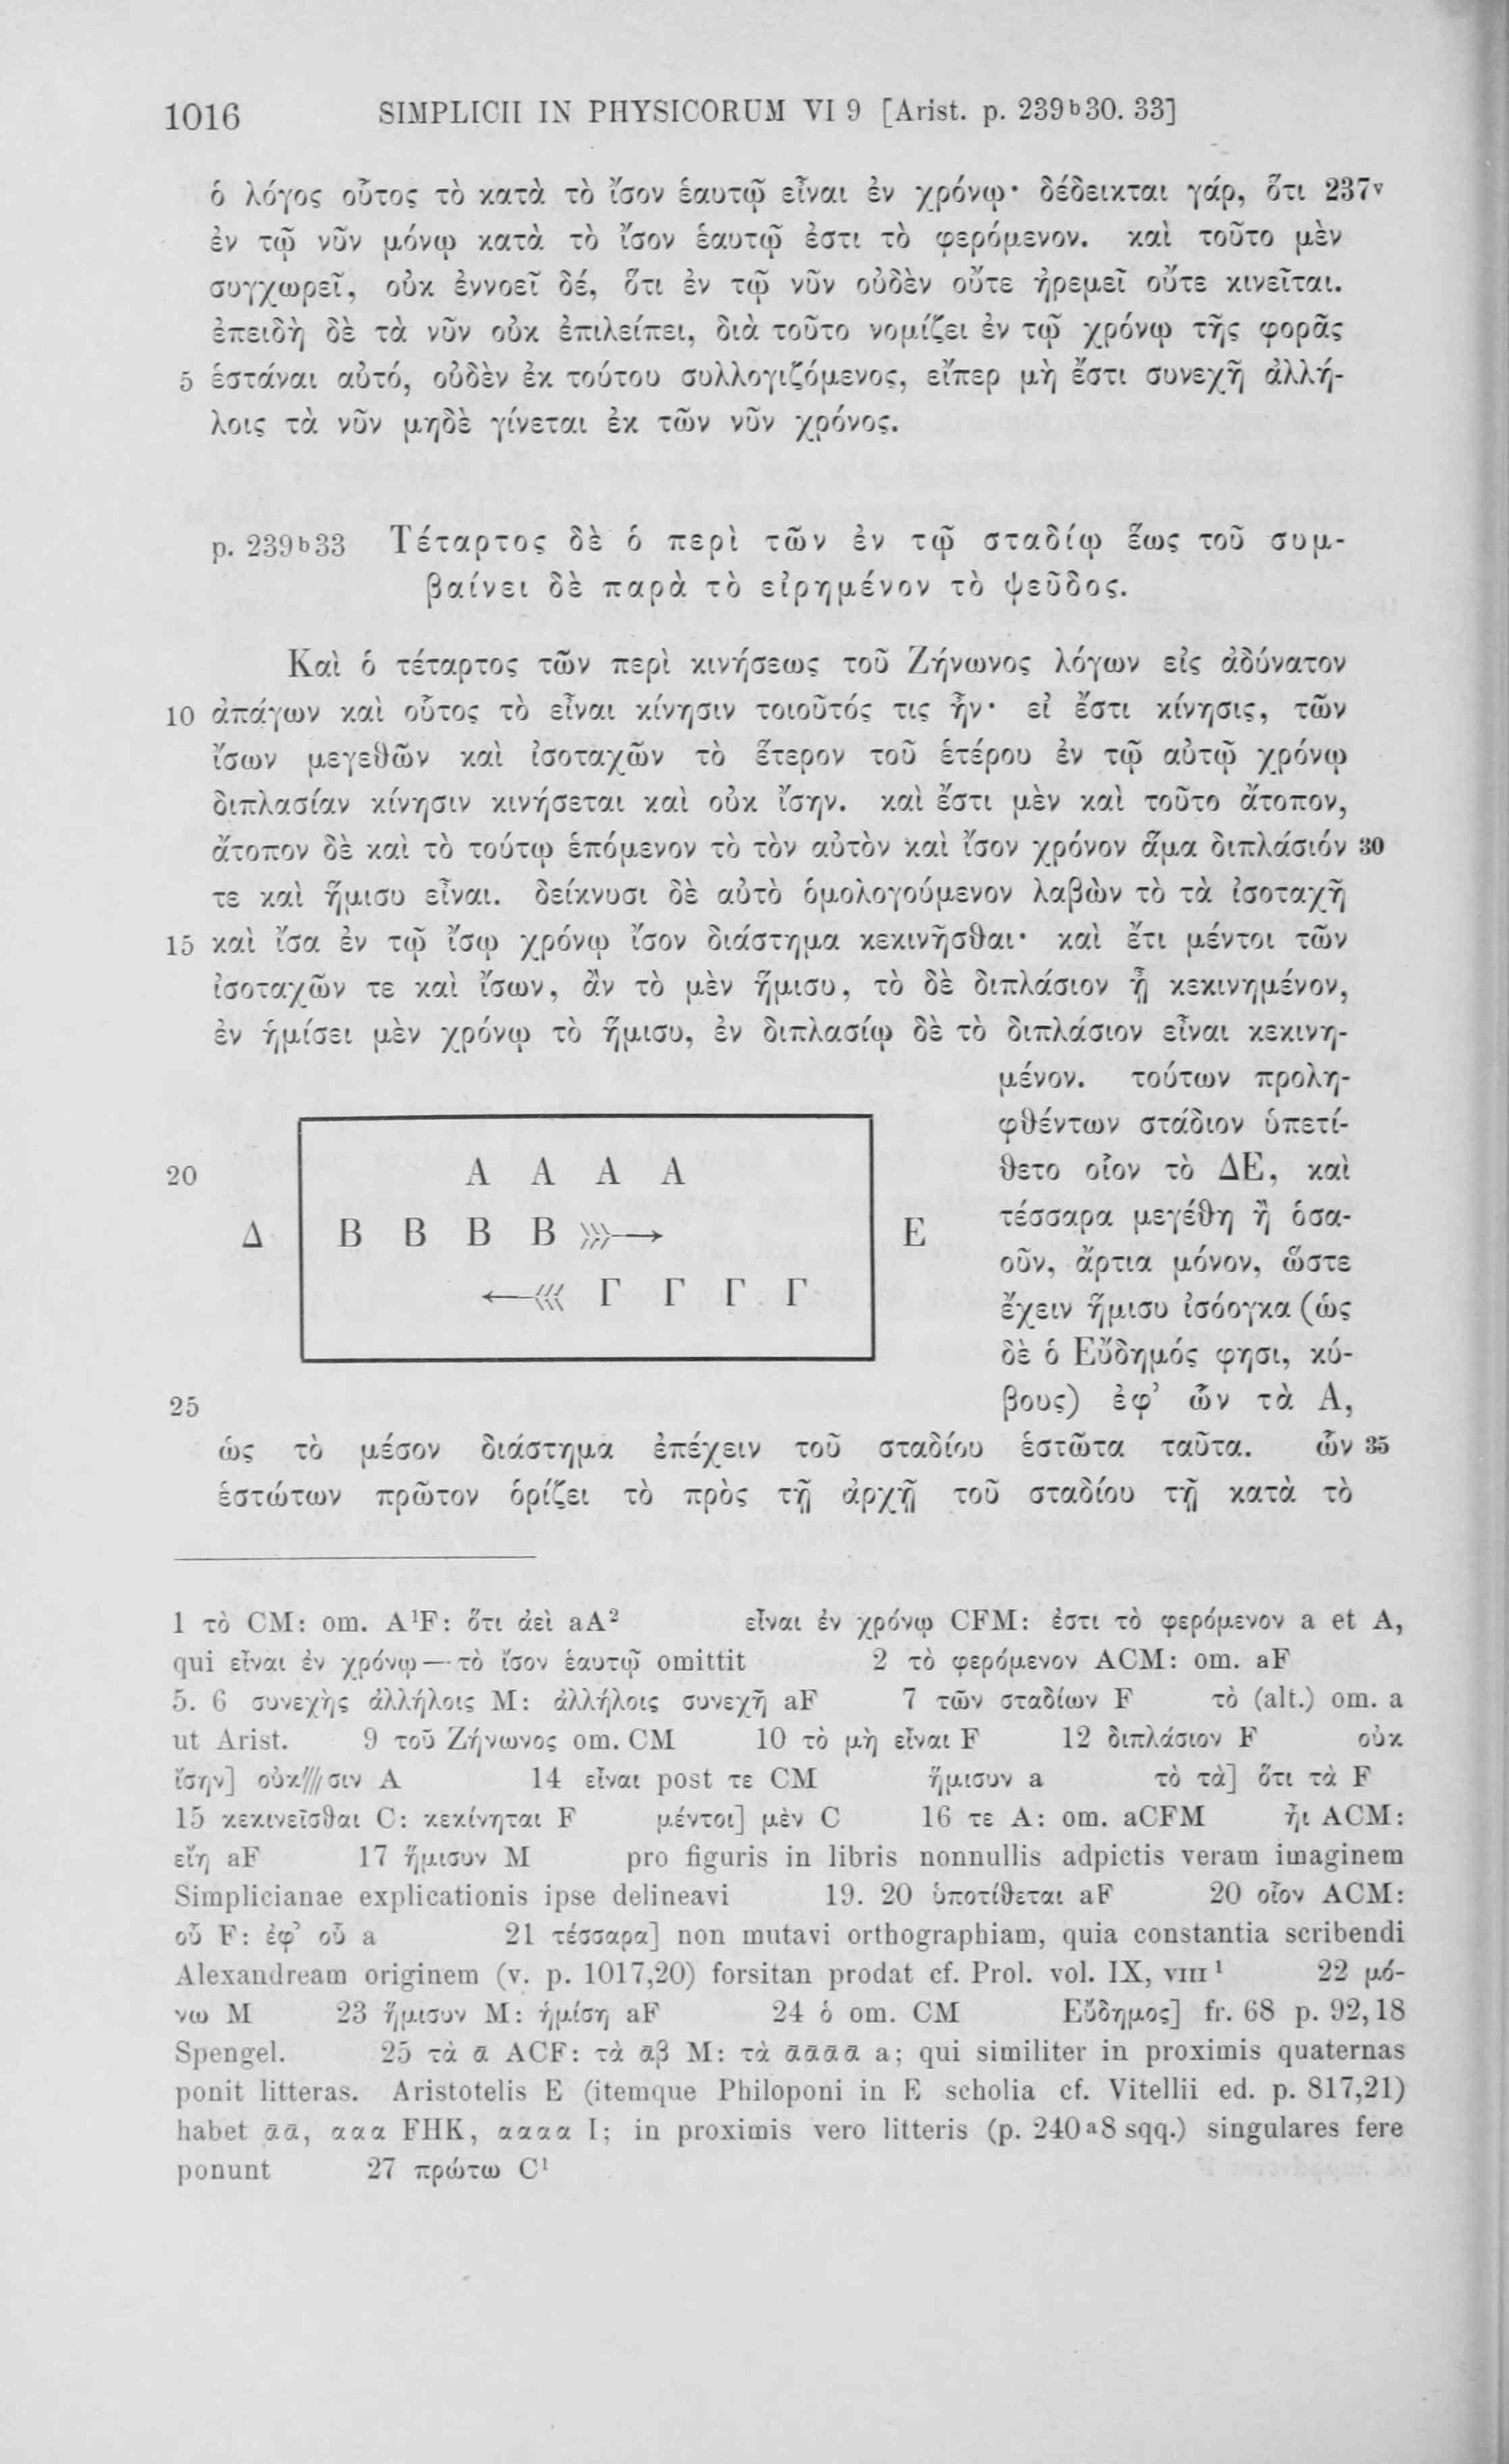 1016 SIMPLICII IN PHYSICORUM VI 9 [Arist. p. 239ᵇ30. 33]
ὁ λόγος οὗτος τὸ κατὰ τὸ ἴσον ἑαυτῷ εἶναι ἐν χρόνῳ· δέδεικται γάρ, ὅτι 237ᵛ
ἐν τῷ νῦν μόνῳ κατὰ τὸ ἴσον ἑαυτῷ ἐστι τὸ φερόμενον. καὶ τοῦτο μὲν
συγχωρεῖ, οὐκ ἐννοεῖ δέ, ὅτι ἐν τῷ νῦν οὐδὲν οὔτε ἠρεμεῖ οὔτε κινεῖται.
ἐπειδὴ δὲ τὰ νῦν οὐκ ἐπιλείπει, διὰ τοῦτο νομίζει ἐν τῷ χρόνῳ τῆς φορᾶς
5 ἑστάναι αὐτό, οὐδὲν ἐκ τούτου συλλογιζόμενος, εἴπερ μὴ ἔστι συνεχῆ ἀλλή-
λοις τὰ νῦν μηδὲ γίνεται ἐκ τῶν νῦν χρόνος.
p. 239ᵇ33 Τέταρτος δὲ ὁ περὶ τῶν ἐν τῷ σταδίῳ ἕως τοῦ συμ-
βαίνει δὲ παρὰ τὸ εἰρημένον τὸ ψεῦδος.
Καὶ ὁ τέταρτος τῶν περὶ κινήσεως τοῦ Ζήνωνος λόγων εἰς ἀδύνατον
10 ἀπάγων καὶ οὗτος τὸ εἶναι κίνησιν τοιοῦτός τις ἦν· εἰ ἔστι κίνησις, τῶν
ἴσων μεγεθῶν καὶ ἰσοταχῶν τὸ ἕτερον τοῦ ἑτέρου ἐν τῷ αὐτῷ χρόνῳ
διπλασίαν κίνησιν κινήσεται καὶ οὐκ ἴσην. καὶ ἔστι μὲν καὶ τοῦτο ἄτοπον,
ἄτοπον δὲ καὶ τὸ τούτῳ ἑπόμενον τὸ τὸν αὐτὸν καὶ ἴσον χρόνον ἅμα διπλάσιόν 30
τε καὶ ἥμισυ εἶναι. δείκνυσι δὲ αὐτὸ ὁμολογούμενον λαβὼν τὸ τὰ ἰσοταχῆ
15 καὶ ἴσα ἐν τῷ ἴσῳ χρόνῳ ἴσον διάστημα κεκινῆσθαι· καὶ ἔτι μέντοι τῶν
ἰσοταχῶν τε καὶ ἴσων, ἂν τὸ μὲν ἥμισυ, τὸ δὲ διπλάσιον ᾖ κεκινημένον,
ἐν ἡμίσει μὲν χρόνῳ τὸ ἥμισυ, ἐν διπλασίῳ δὲ τὸ διπλάσιον εἶναι κεκινη-
μένον. τούτων προλη-
φθέντων στάδιον ὑπετί-
20 θετο οἷον τὸ ΔΕ, καὶ
τέσσαρα μεγέθη ἢ ὁσα-
οῦν, ἄρτια μόνον, ὥστε
ἔχειν ἥμισυ ἰσόογκα (ὡς
δὲ ὁ Εὔδημός φησι, κύ-
25 βους) ἐφ’ ὧν τὰ Α,
Α Α Α Α
Δ Β Β Β Β → Ε
← Γ Γ Γ Γ
ὡς τὸ μέσον διάστημα ἐπέχειν τοῦ σταδίου ἑστῶτα ταῦτα. ὧν 35
ἑστώτων πρῶτον ὁρίζει τὸ πρὸς τῇ ἀρχῇ τοῦ σταδίου τῇ κατὰ τὸ
1 τὸ CM: om. A¹F: ὅτι ἀεὶ aA² εἶναι ἐν χρόνῳ CFM: ἐστι τὸ φερόμενον a et A,
qui εἶναι ἐν χρόνῳ — τὸ ἴσον ἑαυτῷ omittit 2 τὸ φερόμενον ACM: om. aF
5. 6 συνεχὴς ἀλλήλοις M: ἀλλήλοις συνεχῆ aF 7 τῶν σταδίων F τὸ (alt.) om. a
ut Arist. 9 τοῦ Ζήνωνος om. CM 10 τὸ μὴ εἶναι F 12 διπλάσιον F οὐκ
ἴσην] οὐκ///σιν A 14 εἶναι post τε CM ἥμισυν a τὸ τὰ] ὅτι τὰ F
15 κεκινεῖσθαι C: κεκίνηται F μέντοι] μὲν C 16 τε A: om. aCFM ἦι ACM:
εἴη aF 17 ἥμισυν M pro figuris in libris nonnullis adpictis veram imaginem
Simplicianae explicationis ipse delineavi 19. 20 ὑποτίθεται aF 20 οἷον ACM:
οὗ F: ἐφ’ οὗ a 21 τέσσαρα] non mutavi orthographiam, quia constantia scribendi
Alexandream originem (v. p. 1017,20) forsitan prodat cf. Prol. vol. IX, VIII¹ 22 μό-
νω M 23 ἥμισυν M: ἡμίση aF 24 ὁ om. CM Εὔδημος] fr. 68 p. 92,18
Spengel. 25 τὰ ᾱ ACF: τὰ ᾱβ̄ M: τὰ ᾱᾱᾱᾱ a; qui similiter in proximis quaternas
ponit litteras. Aristotelis E (itemque Philoponi in E scholia cf. Vitellii ed. p. 817,21)
habet ᾱᾱ, ααα FHK, αααα I; in proximis vero litteris (p. 240ᵃ8 sqq.) singulares fere
ponunt 27 πρώτω C¹